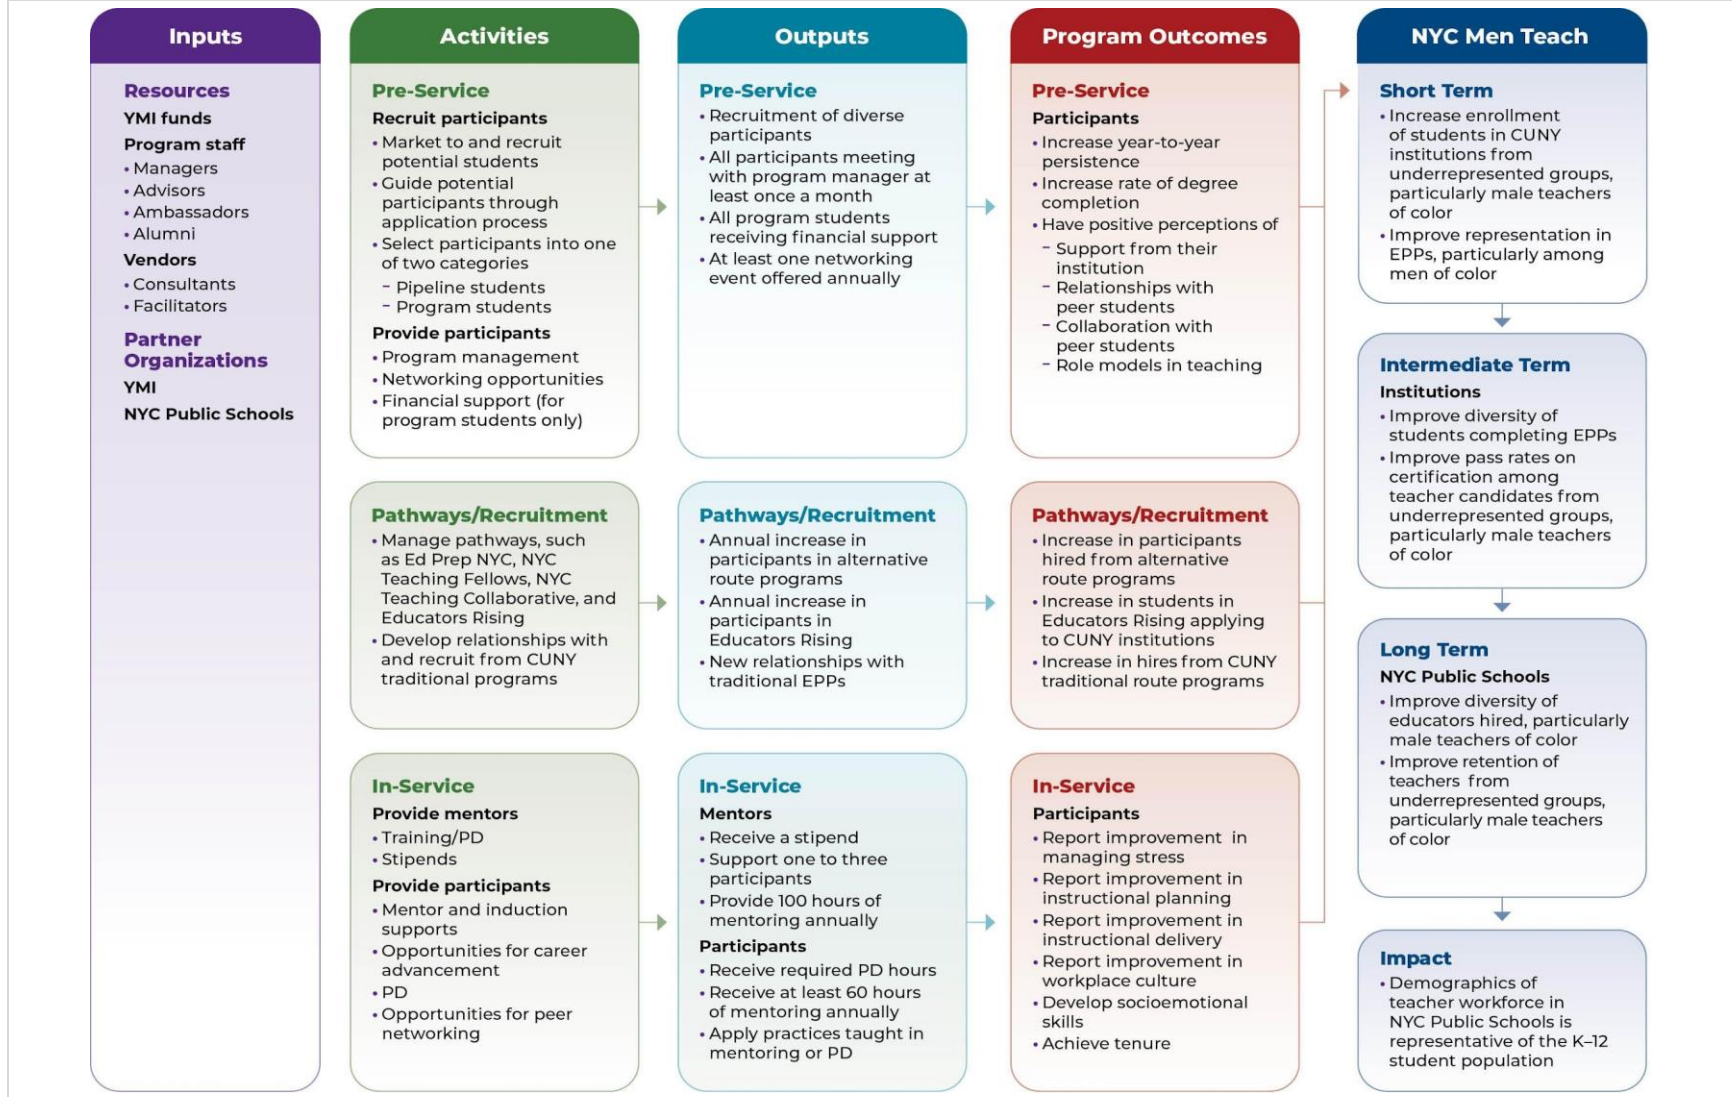 Inputs
Resources
YMI funds
Program staff
• Managers
• Advisors
• Ambassadors
• Alumni
Vendors
• Consultants
• Facilitators
Partner
Organizations
YMI
NYC Public Schools
Activities
Pre-Service
Recruit participants
• Market to and recruit
potential students
• Guide potential
participants through
application process
• Select participants into one
of two categories
– Pipeline students
– Program students
Provide participants
• Program management
• Networking opportunities
• Financial support (for
program students only)
Pathways/Recruitment
• Manage pathways, such
as Ed Prep NYC, NYC
Teaching Fellows, NYC
Teaching Collaborative, and
Educators Rising
• Develop relationships with
and recruit from CUNY
traditional programs
In-Service
Provide mentors
• Training/PD
• Stipends
Provide participants
• Mentor and induction
supports
• Opportunities for career
advancement
• PD
• Opportunities for peer
networking
Outputs
Pre-Service
• Recruitment of diverse
participants
• All participants meeting
with program manager at
least once a month
• All program students
receiving financial support
• At least one networking
event offered annually
Pathways/Recruitment
• Annual increase in
participants in alternative
route programs
• Annual increase in
participants in
Educators Rising
• New relationships with
traditional EPPs
In-Service
Mentors
• Receive a stipend
• Support one to three
participants
• Provide 100 hours of
mentoring annually
Participants
• Receive required PD hours
• Receive at least 60 hours
of mentoring annually
• Apply practices taught in
mentoring or PD
Program Outcomes
Pre-Service
Participants
• Increase year-to-year
persistence
• Increase rate of degree
completion
• Have positive perceptions of
– Support from their
institution
– Relationships with
peer students
– Collaboration with
peer students
– Role models in teaching
Pathways/Recruitment
• Increase in participants
hired from alternative
route programs
• Increase in students in
Educators Rising applying
to CUNY institutions
• Increase in hires from CUNY
traditional route programs
In-Service
Participants
• Report improvement in
managing stress
• Report improvement in
instructional planning
• Report improvement in
instructional delivery
• Report improvement in
workplace culture
• Develop socioemotional
skills
• Achieve tenure
NYC Men Teach
Short Term
• Increase enrollment
of students in CUNY
institutions from
underrepresented groups,
particularly male teachers
of color
• Improve representation in
EPPs, particularly among
men of color
Intermediate Term
Institutions
• Improve diversity of
students completing EPPs
• Improve pass rates on
certification among
teacher candidates from
underrepresented groups,
particularly male teachers
of color
Long Term
NYC Public Schools
• Improve diversity of
educators hired, particularly
male teachers of color
• Improve retention of
teachers from
underrepresented groups,
particularly male teachers
of color
Impact
• Demographics of
teacher workforce in
NYC Public Schools is
representative of the K–12
student population